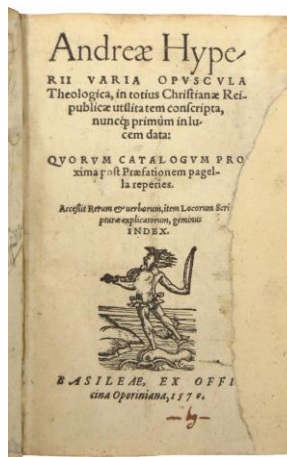 Andreæ Hype-
RII VARIA OPVSCVLA
Theologica, in totius Christianæ Rei-
publicæ utilitatem conscripta,
nuncq́; primùm in lu-
cem data:
QVORVM CATALOGVM PRO
xima post Præfationem pagel-
la reperies.
Accessit Rerum & uerborum, item Locorum Scri
pturæ explicatorum, geminus
INDEX.
BASILEAE, EX OFFI
cina Oporiniana, 1570.